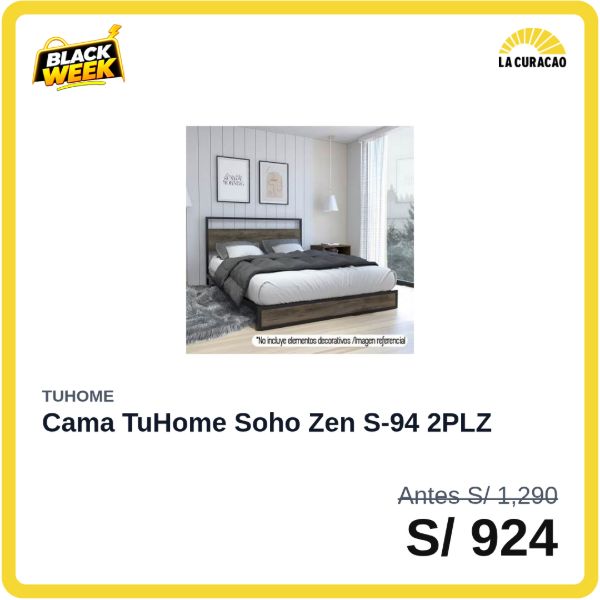 BLACK
WEEK
LA CURACAO
*No incluye elementos decorativos /Imagen referencial
TUHOME
Cama TuHome Soho Zen S-94 2PLZ
Antes S/ 1,290
S/ 924